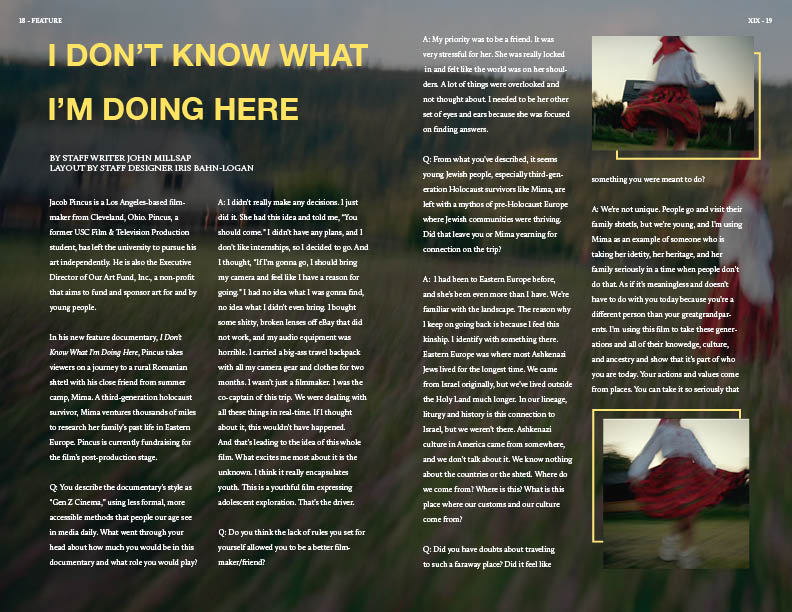 18 - FEATURE
XIX - 19
I DON’T KNOW WHAT
I’M DOING HERE
BY STAFF WRITER JOHN MILLSAP
LAYOUT BY STAFF DESIGNER IRIS BAHN-LOGAN
Jacob Pincus is a Los Angeles-based film-
maker from Cleveland, Ohio. Pincus, a
former USC Film & Television Production
student, has left the university to pursue his
art independently. He is also the Executive
Director of Our Art Fund, Inc., a non-profit
that aims to fund and sponsor art for and by
young people.
In his new feature documentary, I Don’t
Know What I’m Doing Here, Pincus takes
viewers on a journey to a rural Romanian
shtetl with his close friend from summer
camp, Mima. A third-generation holocaust
survivor, Mima ventures thousands of miles
to research her family’s past life in Eastern
Europe. Pincus is currently fundraising for
the film’s post-production stage.
Q: You describe the documentary’s style as
“Gen Z Cinema,” using less formal, more
accessible methods that people our age see
in media daily. What went through your
head about how much you would be in this
documentary and what role you would play?
A: I didn’t really make any decisions. I just
did it. She had this idea and told me, “You
should come.” I didn’t have any plans, and I
don’t like internships, so I decided to go. And
I thought, “If I’m gonna go, I should bring
my camera and feel like I have a reason for
going.” I had no idea what I was gonna find,
no idea what I didn’t even bring. I bought
some shitty, broken lenses off eBay that did
not work, and my audio equipment was
horrible. I carried a big-ass travel backpack
with all my camera gear and clothes for two
months. I wasn’t just a filmmaker. I was the
co-captain of this trip. We were dealing with
all these things in real-time. If I thought
about it, this wouldn’t have happened.
And that’s leading to the idea of this whole
film. What excites me most about it is the
unknown. I think it really encapsulates
youth. This is a youthful film expressing
adolescent exploration. That’s the driver.
Q: Do you think the lack of rules you set for
yourself allowed you to be a better film-
maker/friend?
A: My priority was to be a friend. It was
very stressful for her. She was really locked
in and felt like the world was on her shoul-
ders. A lot of things were overlooked and
not thought about. I needed to be her other
set of eyes and ears because she was focused
on finding answers.
Q: From what you’ve described, it seems
young Jewish people, especially third-gen-
eration Holocaust survivors like Mima, are
left with a mythos of pre-Holocaust Europe
where Jewish communities were thriving.
Did that leave you or Mima yearning for
connection on the trip?
A: I had been to Eastern Europe before,
and she’s been even more than I have. We’re
familiar with the landscape. The reason why
I keep on going back is because I feel this
kinship. I identify with something there.
Eastern Europe was where most Ashkenazi
Jews lived for the longest time. We came
from Israel originally, but we’ve lived outside
the Holy Land much longer. In our lineage,
liturgy and history is this connection to
Israel, but we weren’t there. Ashkenazi
culture in America came from somewhere,
and we don’t talk about it. We know nothing
about the countries or the shtetl. Where do
we come from? Where is this? What is this
place where our customs and our culture
come from?
Q: Did you have doubts about traveling
to such a faraway place? Did it feel like
something you were meant to do?
A: We’re not unique. People go and visit their
family shtetls, but we’re young, and I’m using
Mima as an example of someone who is
taking her idetity, her heritage, and her
family seriously in a time when people don’t
do that. As if it’s meaningless and doesn’t
have to do with you today because you’re a
different person than your greatgrandpar-
ents. I’m using this film to take these gener-
ations and all of their knowedge, culture,
and ancestry and show that it’s part of who
you are today. Your actions and values come
from places. You can take it so seriously that